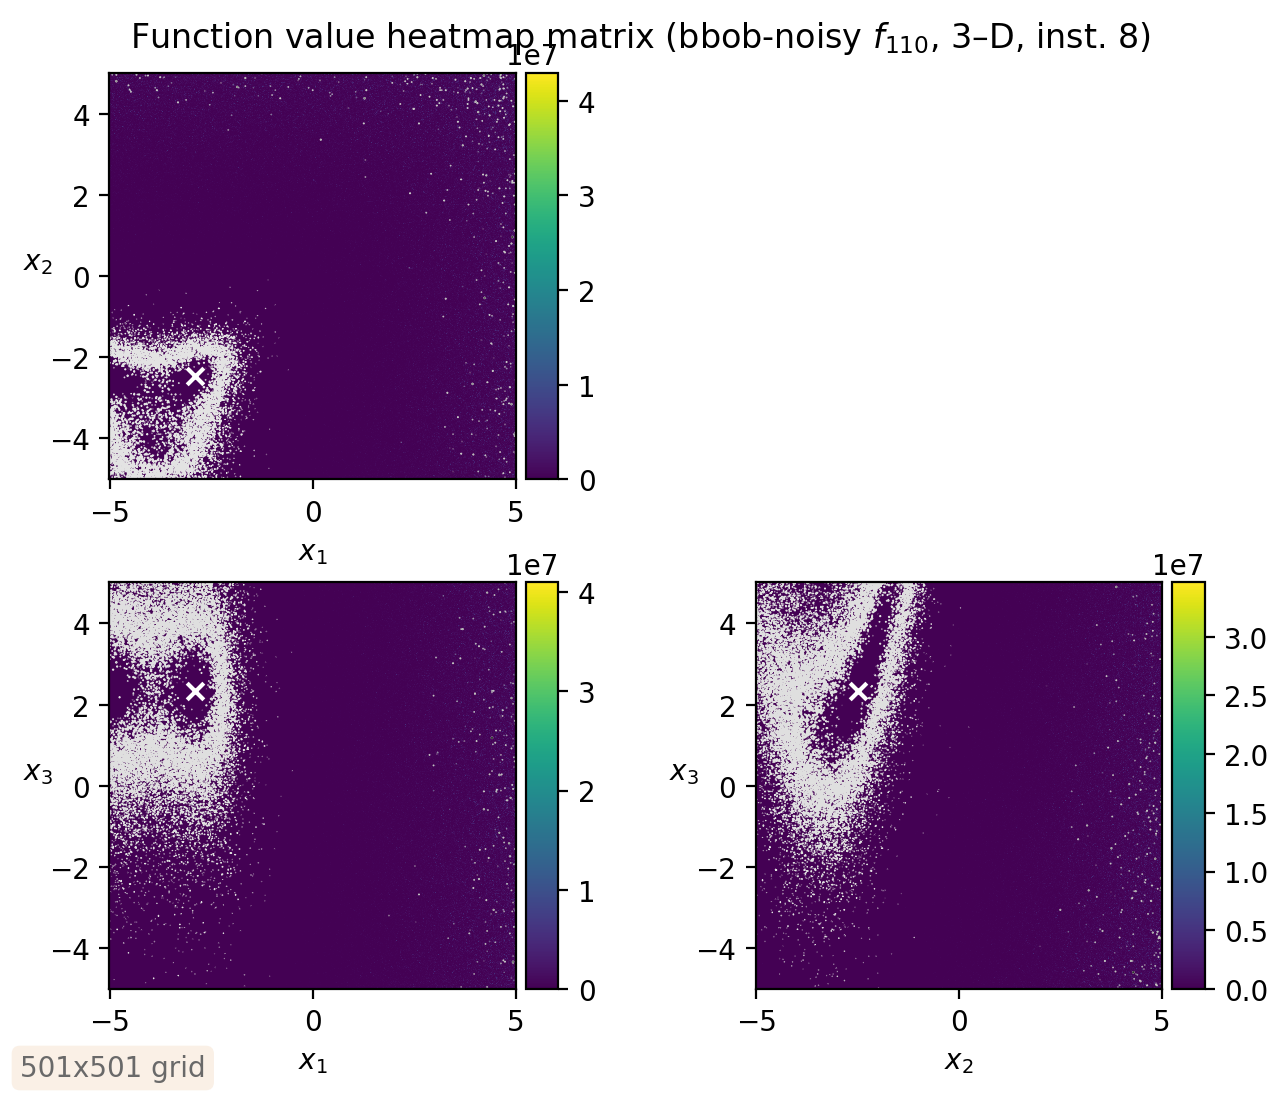 Function value heatmap matrix (bbob-noisy f110, 3–D, inst. 8)
1e7
4
2
0
−2
−4
x2
4
3
2
1
0
−5 0 5
x1
1e7
4
2
0
−2
−4
x3
4
3
2
1
0
−5 0 5
x1
1e7
4
2
0
−2
−4
x3
3.0
2.5
2.0
1.5
1.0
0.5
0.0
−5 0 5
x2
501x501 grid